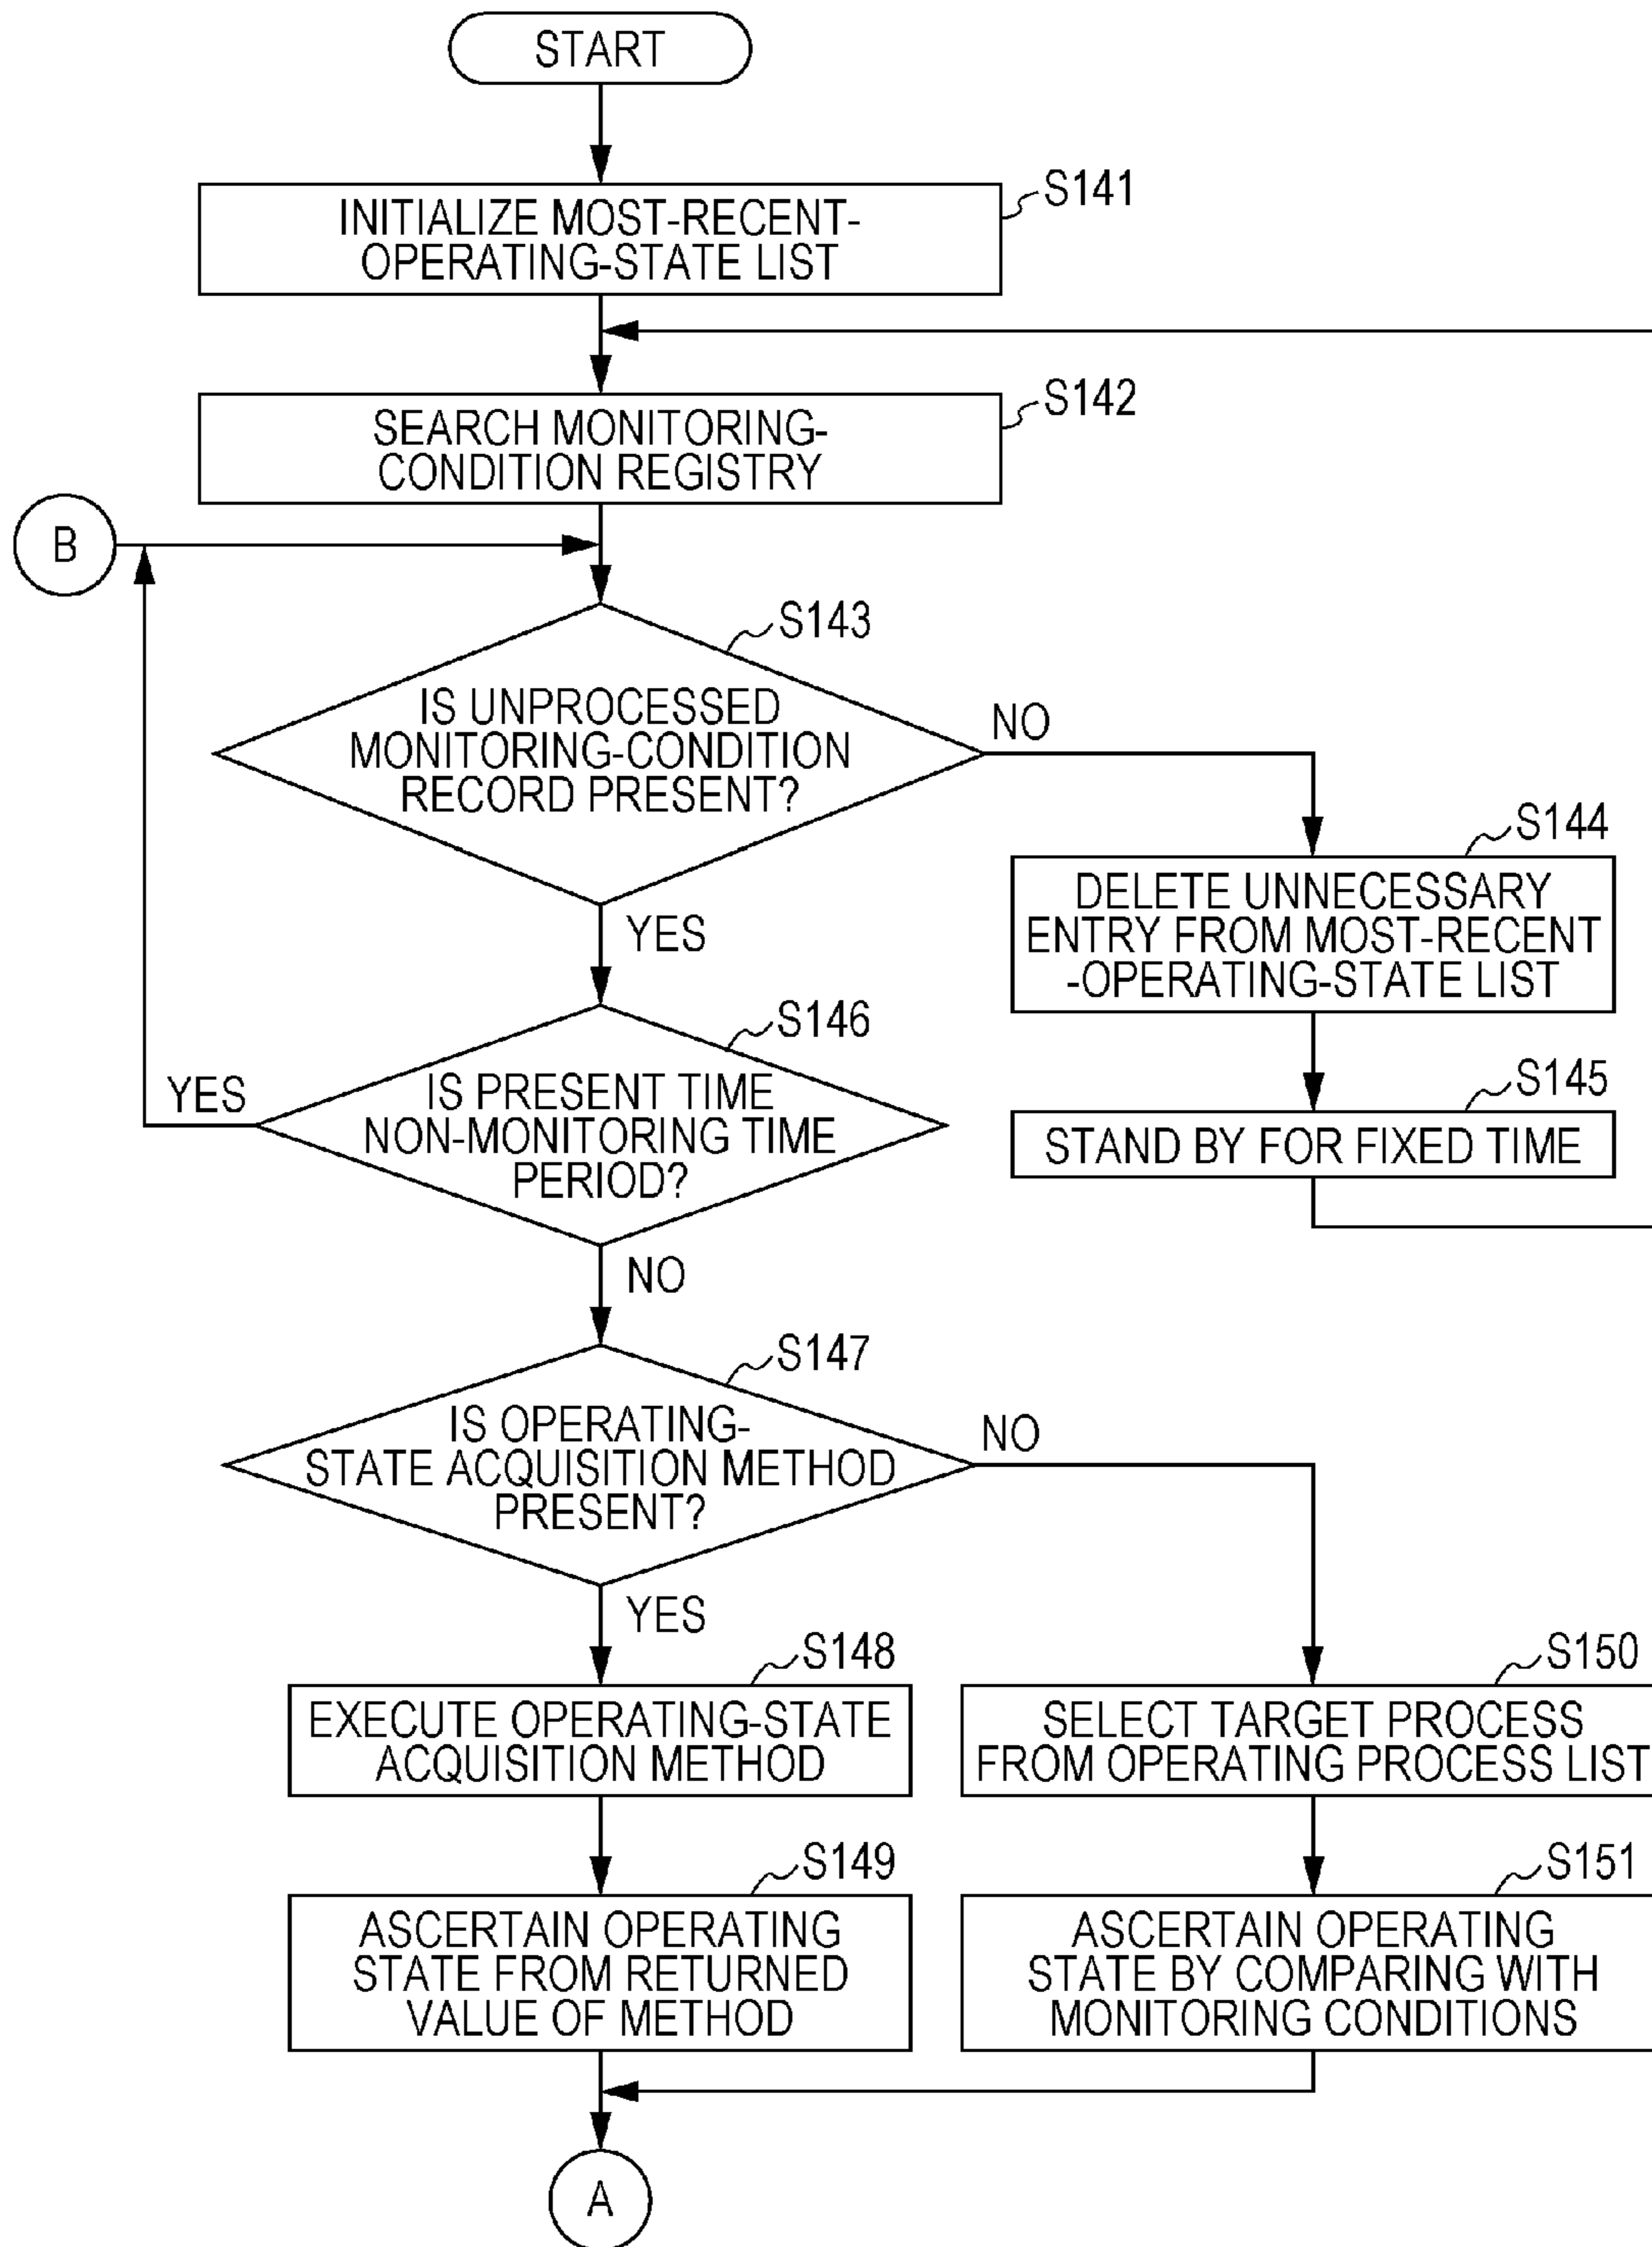 START
S141
INITIALIZE MOST-RECENT-
OPERATING-STATE LIST
S142
SEARCH MONITORING-
CONDITION REGISTRY
B
S143
IS UNPROCESSED
MONITORING-CONDITION
RECORD PRESENT?
NO
YES
S144
DELETE UNNECESSARY
ENTRY FROM MOST-RECENT
-OPERATING-STATE LIST
S145
STAND BY FOR FIXED TIME
S146
IS PRESENT TIME
NON-MONITORING TIME
PERIOD?
YES
NO
S147
IS OPERATING-
STATE ACQUISITION METHOD
PRESENT?
NO
YES
S148
EXECUTE OPERATING-STATE
ACQUISITION METHOD
S149
ASCERTAIN OPERATING
STATE FROM RETURNED
VALUE OF METHOD
S150
SELECT TARGET PROCESS
FROM OPERATING PROCESS LIST
S151
ASCERTAIN OPERATING
STATE BY COMPARING WITH
MONITORING CONDITIONS
A